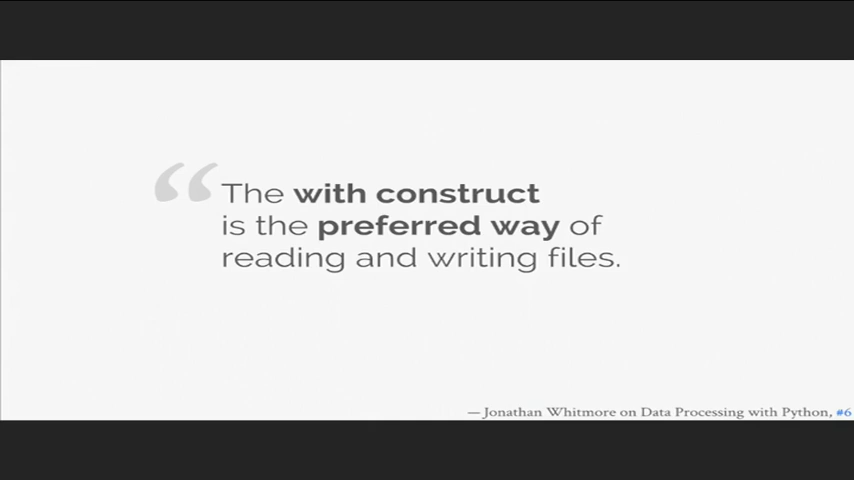 “The with construct
is the preferred way of
reading and writing files.
— Jonathan Whitmore on Data Processing with Python, #6